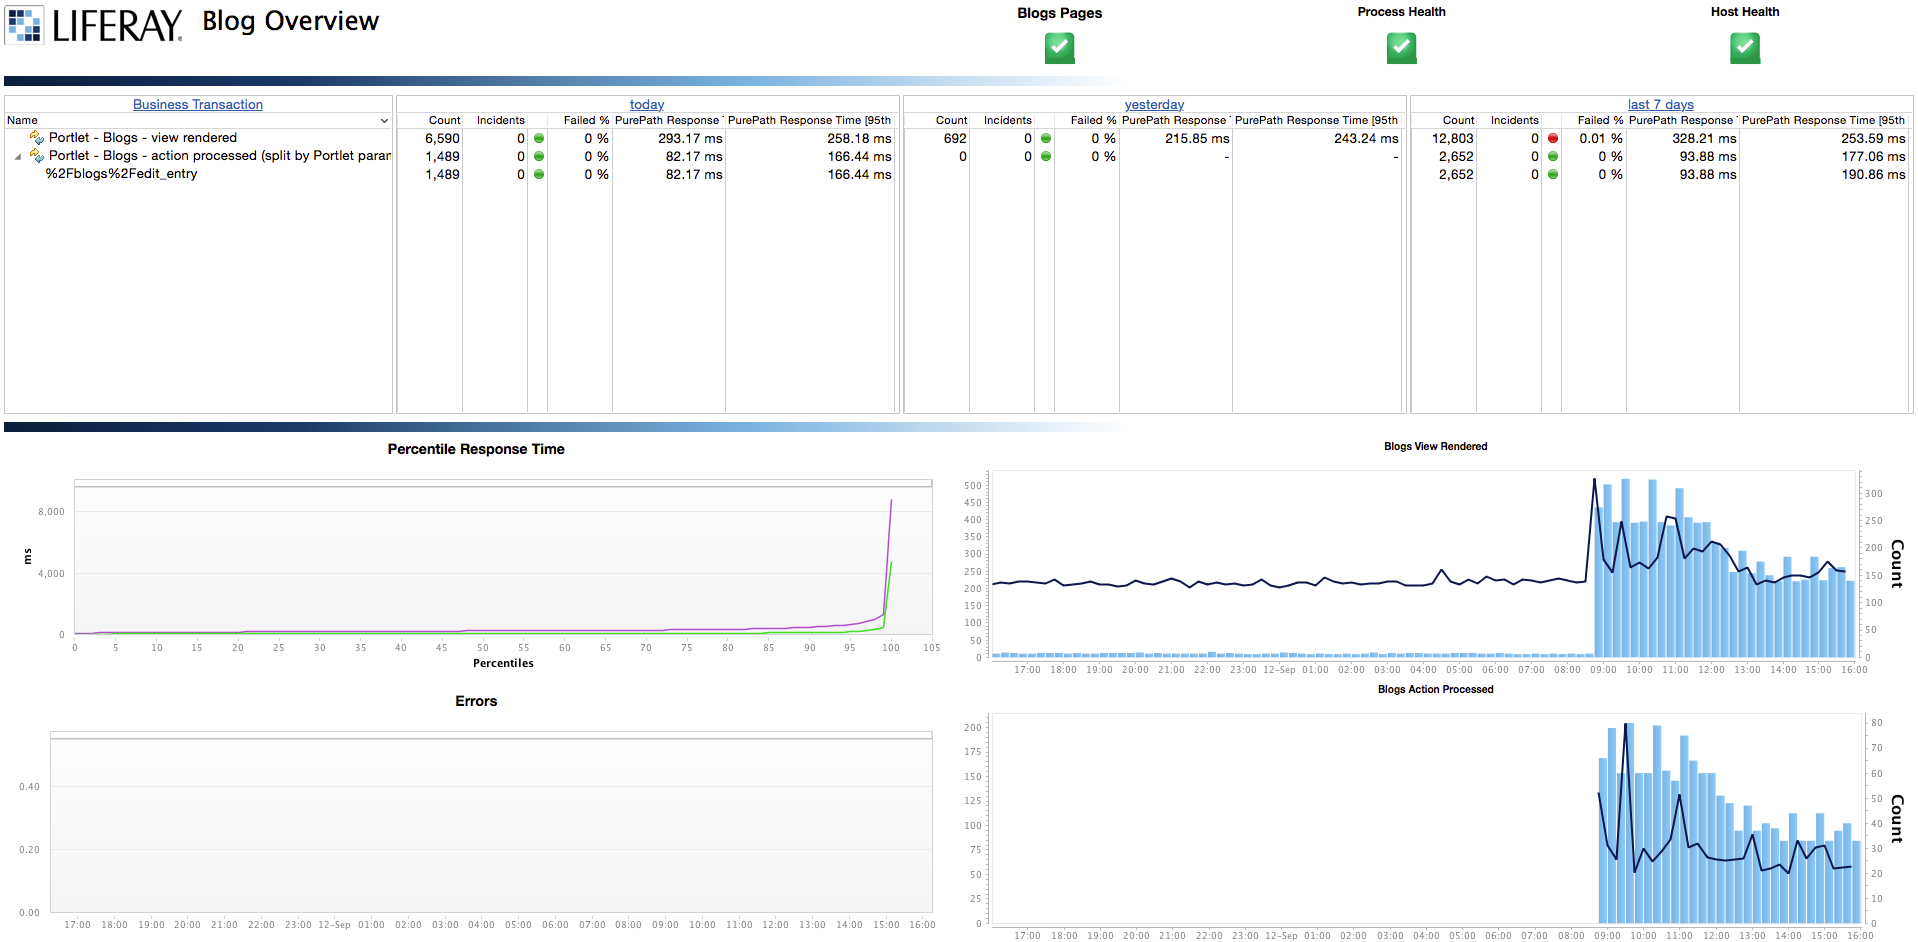 LIFERAY. Blog Overview
Blogs Pages
Process Health
Host Health
Business Transaction
Name
Portlet - Blogs - view rendered
Portlet - Blogs - action processed (split by Portlet paran
%2Fblogs%2Fedit_entry
today
Count Incidents Failed % PurePath Response PurePath Response Time [95th
6,590 0 0 % 293.17 ms 258.18 ms
1,489 0 0 % 82.17 ms 166.44 ms
1,489 0 0 % 82.17 ms 166.44 ms
yesterday
Count Incidents Failed % PurePath Response PurePath Response Time [95th
692 0 0 % 215.85 ms 243.24 ms
0 0 0 % - -
last 7 days
Count Incidents Failed % PurePath Response PurePath Response Time [95th
12,803 0 0.01 % 328.21 ms 253.59 ms
2,652 0 0 % 93.88 ms 177.06 ms
2,652 0 0 % 93.88 ms 190.86 ms
Percentile Response Time
ms
8,000
4,000
0
0 5 10 15 20 25 30 35 40 45 50 55 60 65 70 75 80 85 90 95 100 105
Percentiles
Blogs View Rendered
500
450
400
350
300
250
200
150
100
50
0
300
250
200
150
100
50
0
Count
17:00 18:00 19:00 20:00 21:00 22:00 23:00 12-Sep 01:00 02:00 03:00 04:00 05:00 06:00 07:00 08:00 09:00 10:00 11:00 12:00 13:00 14:00 15:00 16:00
Errors
0.40
0.20
0.00
17:00 18:00 19:00 20:00 21:00 22:00 23:00 12-Sep 01:00 02:00 03:00 04:00 05:00 06:00 07:00 08:00 09:00 10:00 11:00 12:00 13:00 14:00 15:00 16:00
Blogs Action Processed
200
175
150
125
100
75
50
25
0
80
70
60
50
40
30
20
10
0
Count
17:00 18:00 19:00 20:00 21:00 22:00 23:00 12-Sep 01:00 02:00 03:00 04:00 05:00 06:00 07:00 08:00 09:00 10:00 11:00 12:00 13:00 14:00 15:00 16:00